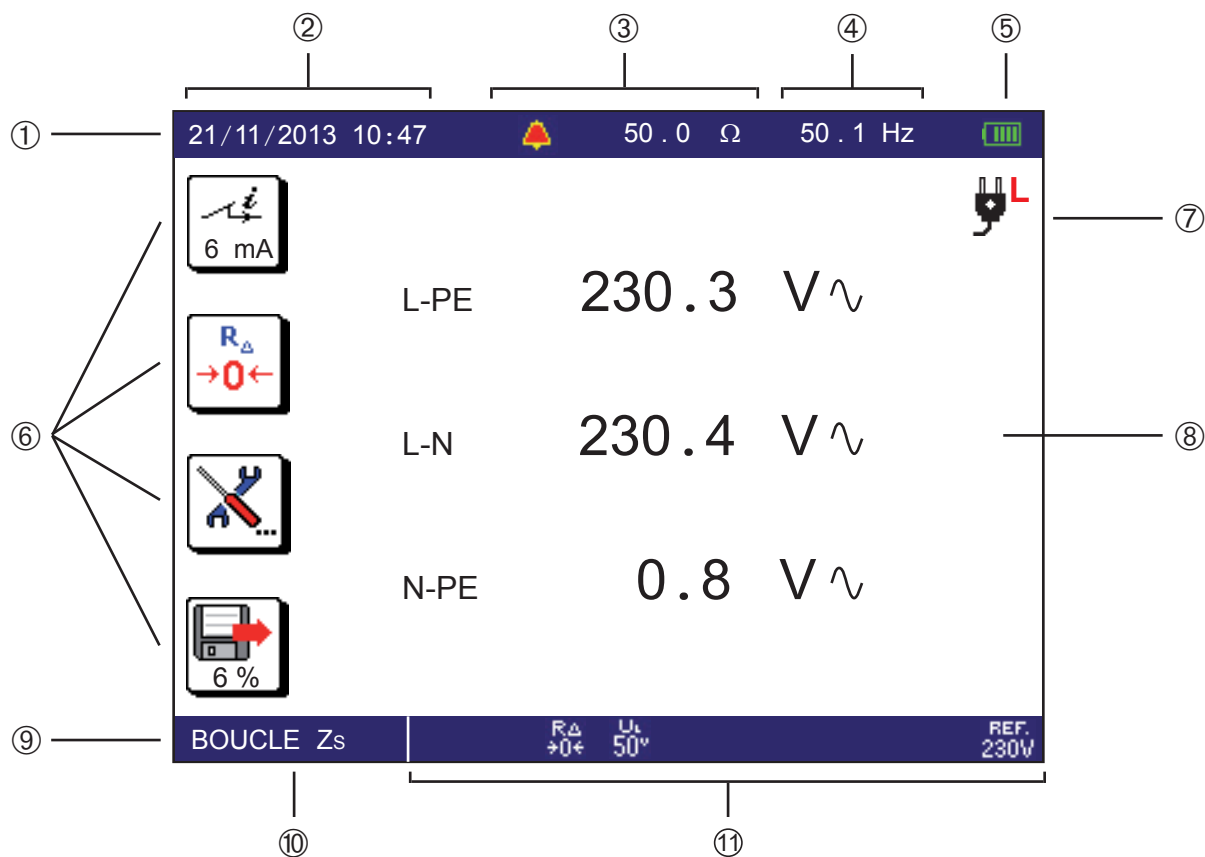 ② ③ ④ ⑤
① 21/11/2013 10:47 50.0 Ω 50.1 Hz
i
6 mA
L ⑦
L-PE 230.3 V
RΔ
→0←
⑥ L-N 230.4 V ⑧
...
N-PE 0.8 V
6 %
⑨ BOUCLE Zs RΔ UL REF.
→0← 50V 230V
⑩ ⑪